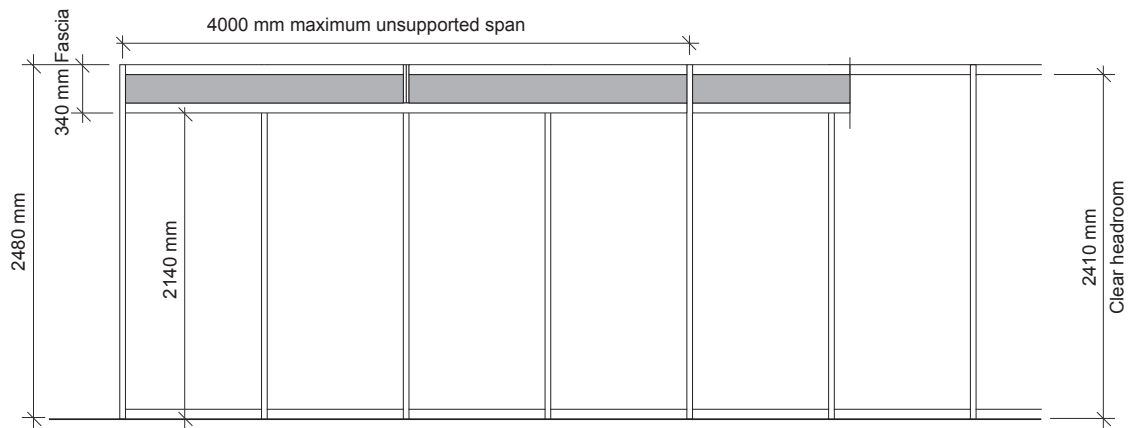 4000 mm maximum unsupported span
340 mm Fascia
2480 mm
2140 mm
2410 mm
Clear headroom